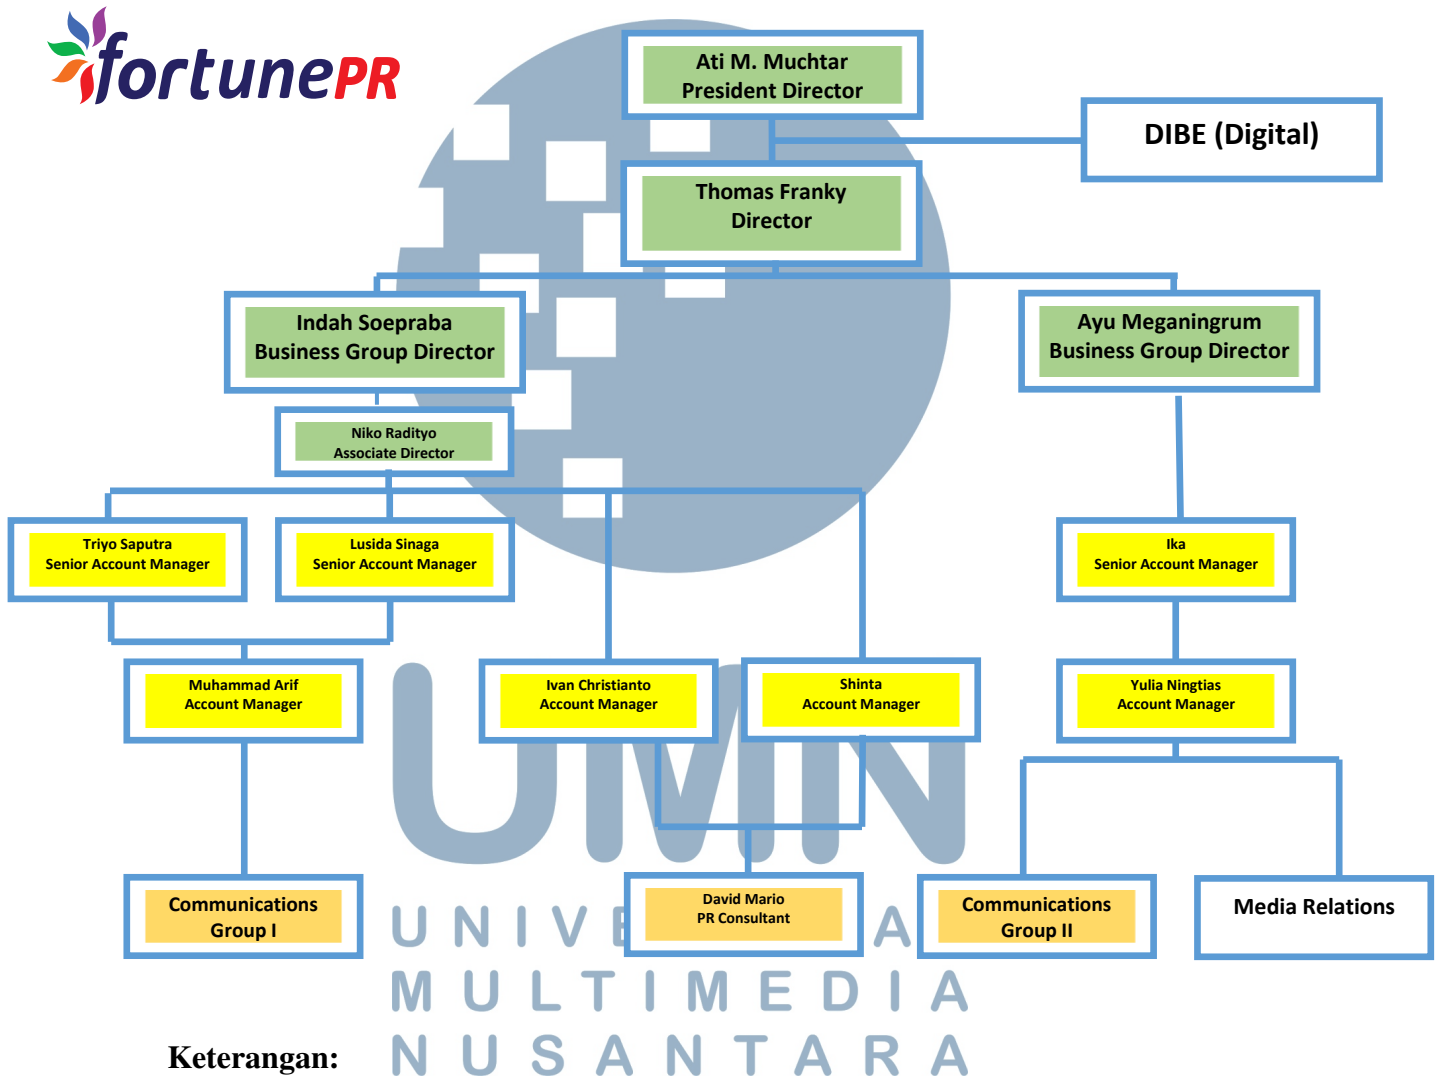 fortunePR
Ati M. Muchtar
President Director
DIBE (Digital)
Thomas Franky
Director
Indah Soepraba
Business Group Director
Ayu Meganingrum
Business Group Director
Niko Radityo
Associate Director
Triyo Saputra
Senior Account Manager
Lusida Sinaga
Senior Account Manager
Ika
Senior Account Manager
Muhammad Arif
Account Manager
Ivan Christianto
Account Manager
Shinta
Account Manager
Yulia Ningtias
Account Manager
UMN
Communications
Group I
David Mario
PR Consultant
Communications
Group II
Media Relations
MULTIMEDIA
NUSANTARA
Keterangan: